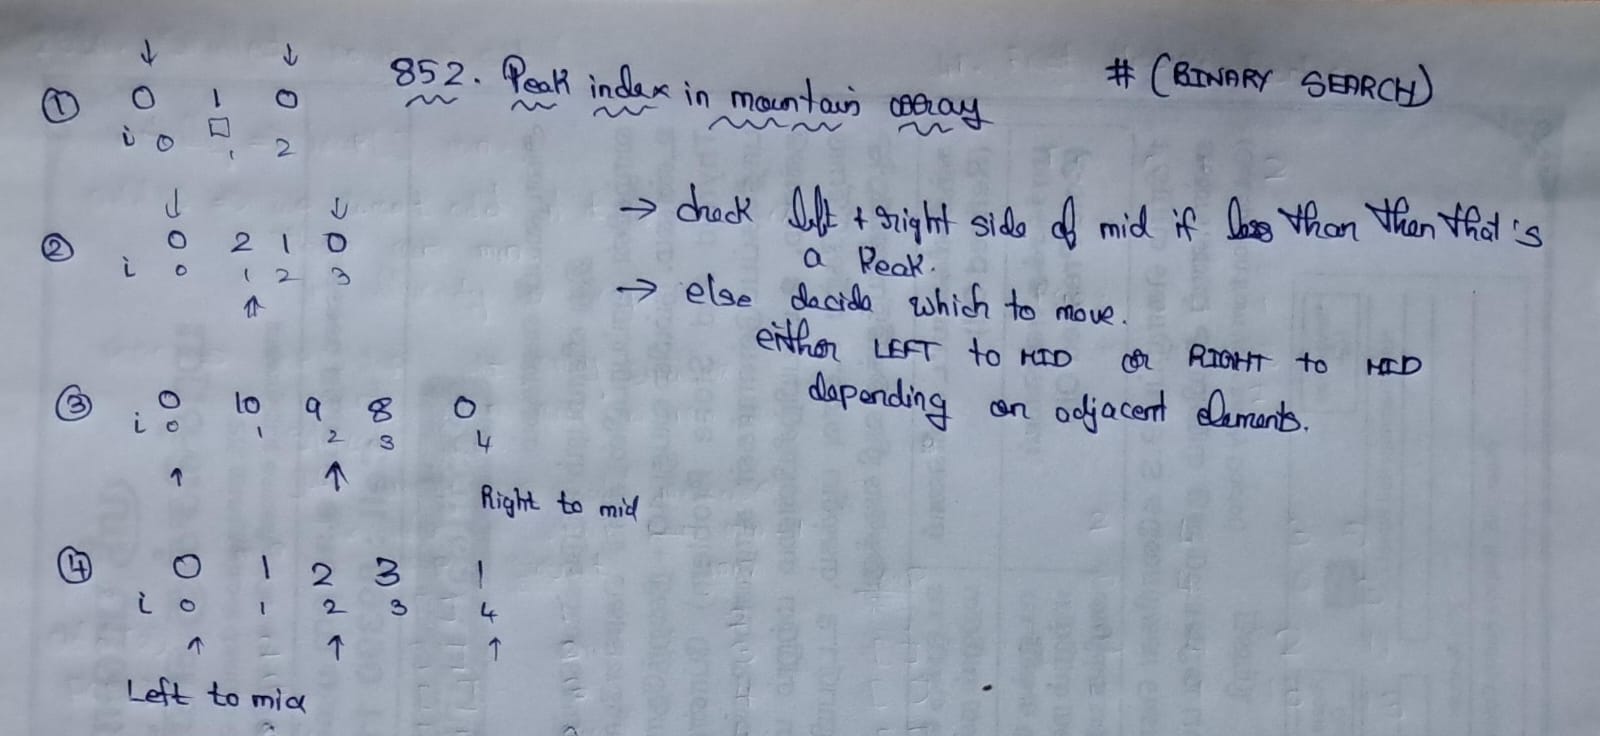 852. Peak index in mountain array # (BINARY SEARCH)
① 0 1 0
i 0 1 2
② 0 2 1 0
i 0 1 2 3
→ check left + right side of mid if less than then that's
a Peak.
→ else decide which to move.
either LEFT to MID or RIGHT to MID
depending on adjacent elements.
③ 0 10 9 8 0
i 0 1 2 3 4
Right to mid
④ 0 1 2 3 1
i 0 1 2 3 4
Left to mid